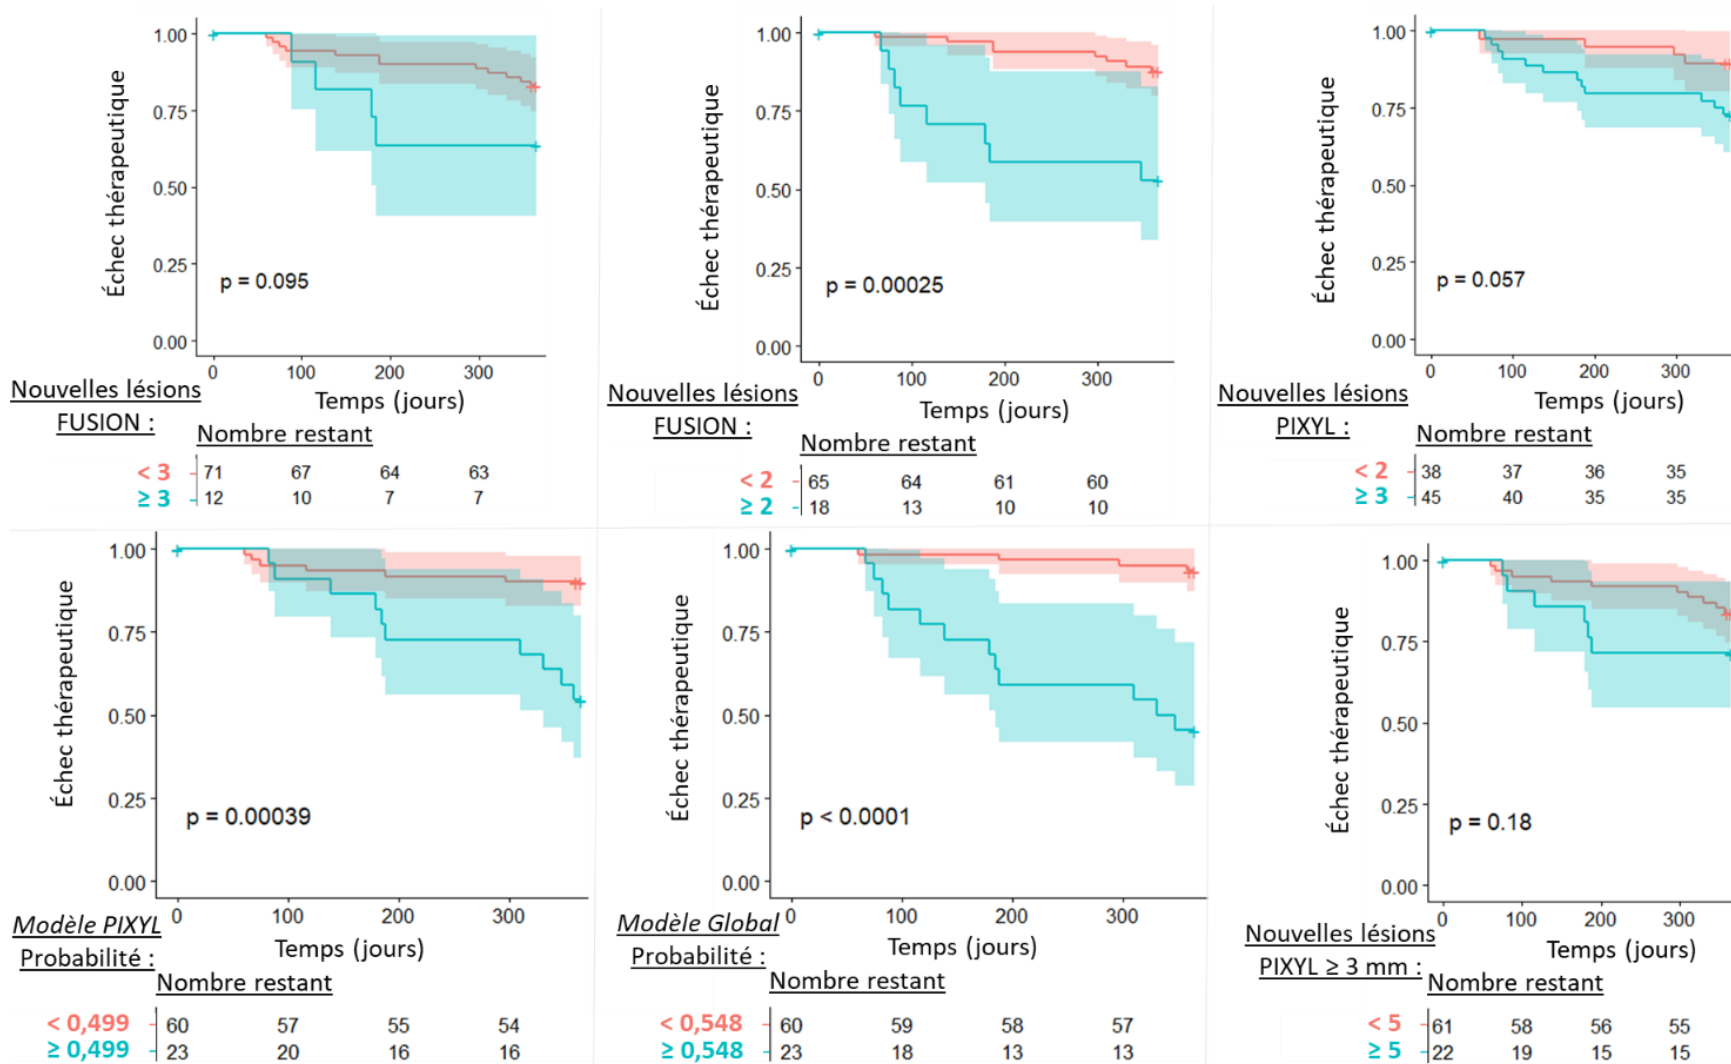 1.00
0.75
0.50
0.25
0.00
Échec thérapeutique
p = 0.095
0 100 200 300
Temps (jours)
Nouvelles lésions
FUSION :
Nombre restant
< 3 71 67 64 63
≥ 3 12 10 7 7
1.00
0.75
0.50
0.25
0.00
Échec thérapeutique
p = 0.00025
0 100 200 300
Temps (jours)
Nouvelles lésions
FUSION :
Nombre restant
< 2 65 64 61 60
≥ 2 18 13 10 10
1.00
0.75
0.50
0.25
0.00
Échec thérapeutique
p = 0.057
0 100 200 300
Temps (jours)
Nouvelles lésions
PIXYL :
Nombre restant
< 2 38 37 36 35
≥ 3 45 40 35 35
1.00
0.75
0.50
0.25
0.00
Échec thérapeutique
p = 0.00039
0 100 200 300
Temps (jours)
Modèle PIXYL
Probabilité :
Nombre restant
< 0,499 60 57 55 54
≥ 0,499 23 20 16 16
1.00
0.75
0.50
0.25
0.00
Échec thérapeutique
p < 0.0001
0 100 200 300
Temps (jours)
Modèle Global
Probabilité :
Nombre restant
< 0,548 60 59 58 57
≥ 0,548 23 18 13 13
1.00
0.75
0.50
0.25
0.00
Échec thérapeutique
p = 0.18
0 100 200 300
Temps (jours)
Nouvelles lésions
PIXYL ≥ 3 mm :
Nombre restant
< 5 61 58 56 55
≥ 5 22 19 15 15